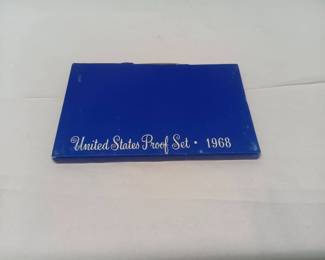 United States Proof Set • 1968